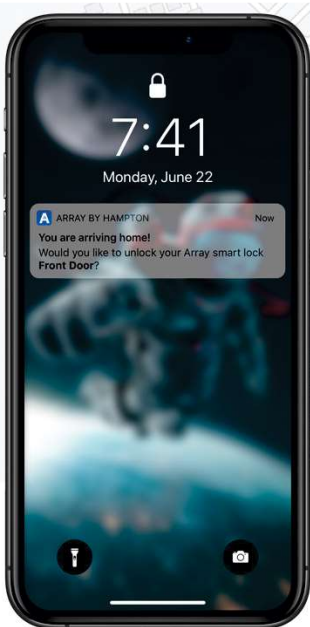 7:41
Monday, June 22
A ARRAY BY HAMPTON Now
You are arriving home!
Would you like to unlock your Array smart lock
Front Door?